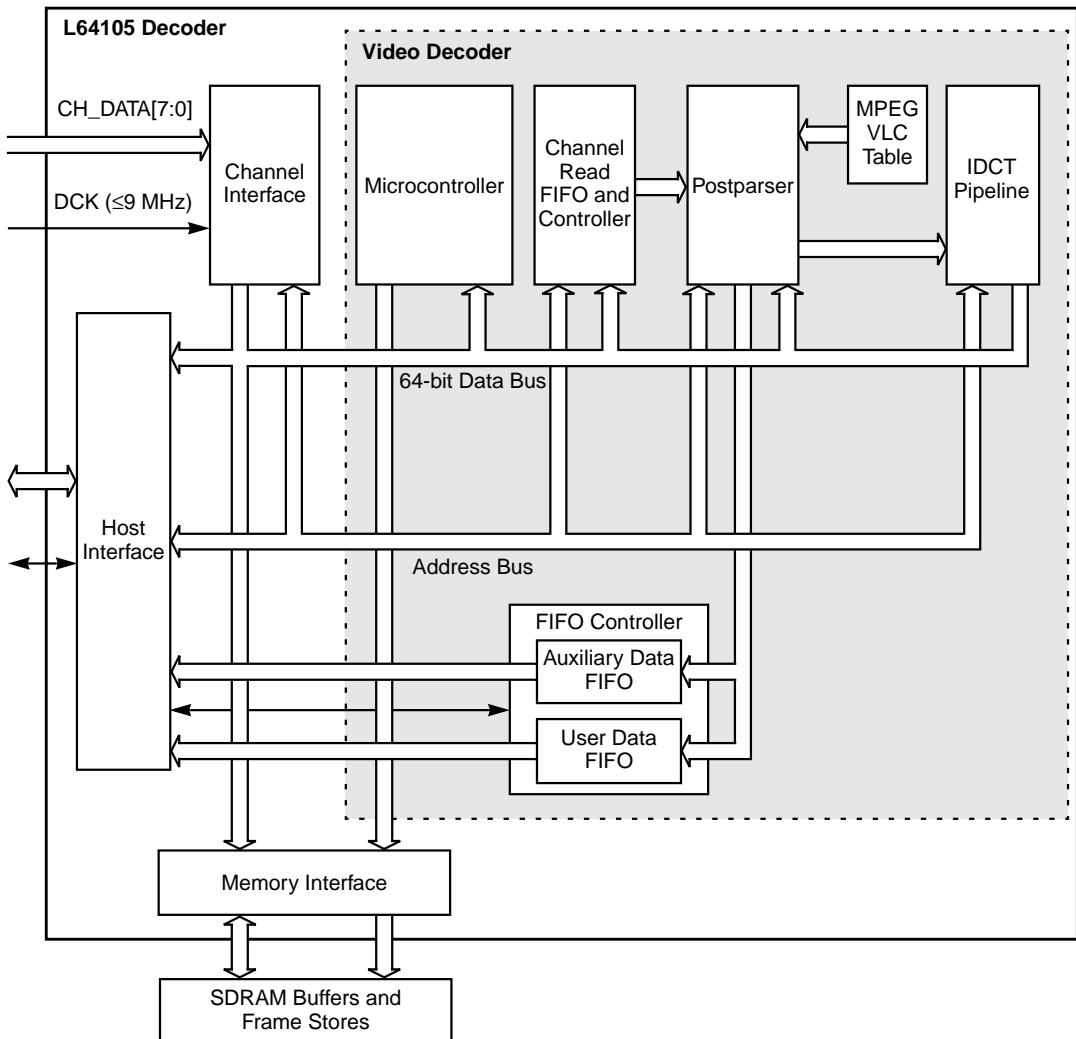 L64105 Decoder
Video Decoder
CH_DATA[7:0]
DCK (≤9 MHz)
Channel
Interface
Microcontroller
Channel
Read
FIFO and
Controller
Postparser
MPEG
VLC
Table
IDCT
Pipeline
64-bit Data Bus
Host
Interface
Address Bus
FIFO Controller
Auxiliary Data
FIFO
User Data
FIFO
Memory Interface
SDRAM Buffers and
Frame Stores